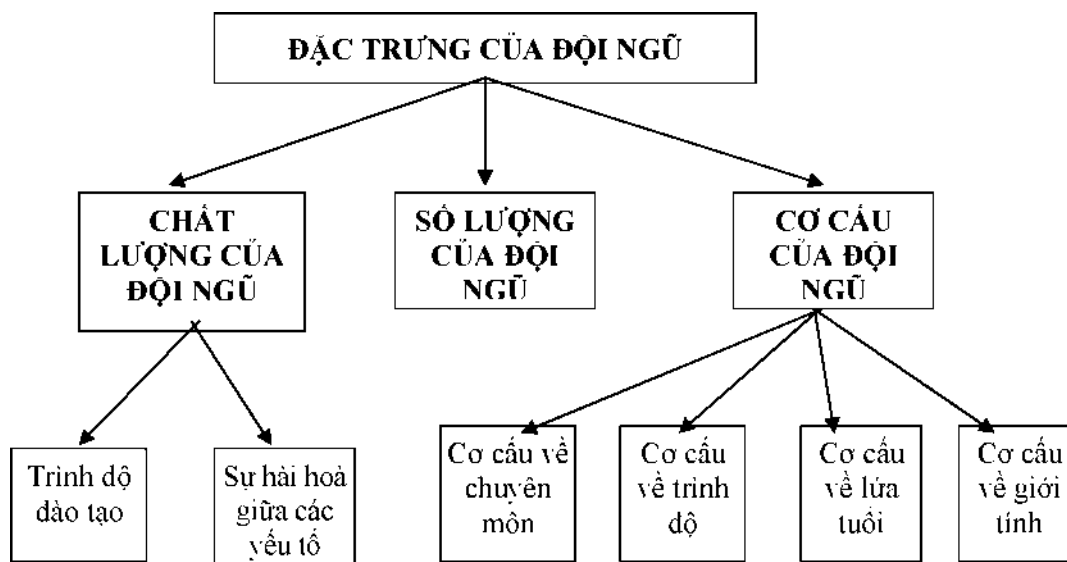 ĐẶC TRƯNG CỦA ĐỘI NGŨ
CHẤT
LƯỢNG CỦA
ĐỘI NGŨ
SỐ LƯỢNG
CỦA ĐỘI
NGŨ
CƠ CẤU
CỦA ĐỘI
NGŨ
Trình độ
đào tạo
Sự hài hoà
giữa các
yếu tố
Cơ cấu về
chuyên
môn
Cơ cấu
về trình
độ
Cơ cấu
về lứa
tuổi
Cơ cấu
về giới
tính